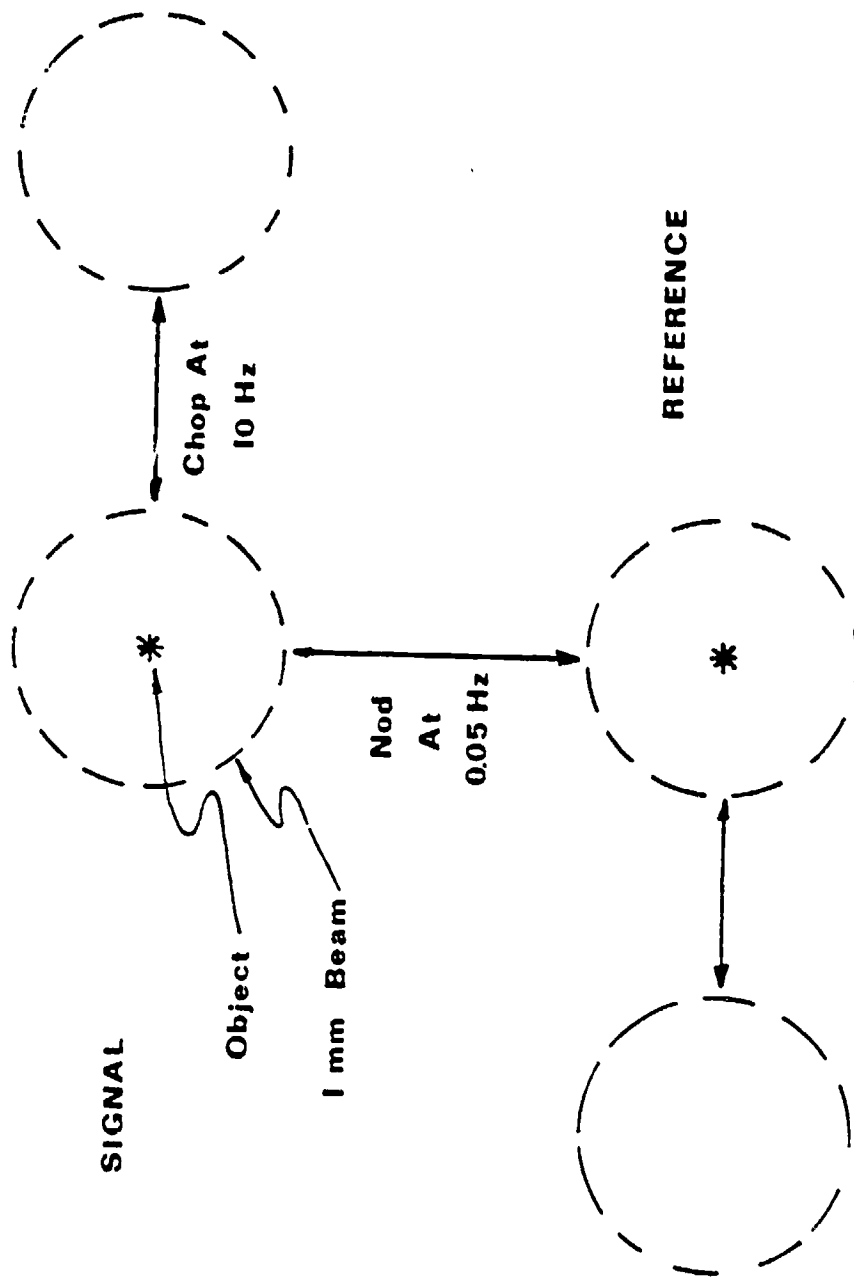 SIGNAL
Object
1 mm Beam
Chop At
10 Hz
Nod
At
0.05 Hz
REFERENCE